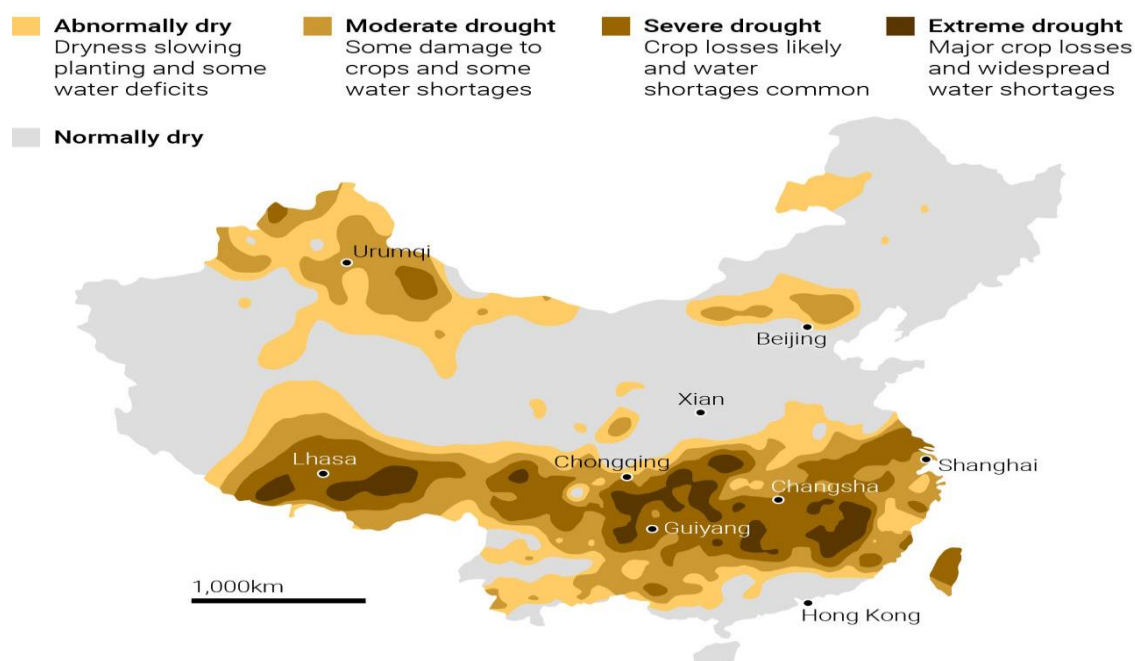 Abnormally dry
Dryness slowing
planting and some
water deficits
Moderate drought
Some damage to
crops and some
water shortages
Severe drought
Crop losses likely
and water
shortages common
Extreme drought
Major crop losses
and widespread
water shortages
Normally dry
Urumqi
Beijing
Xian
Lhasa
Chongqing
Shanghai
Changsha
Guiyang
1,000km
Hong Kong